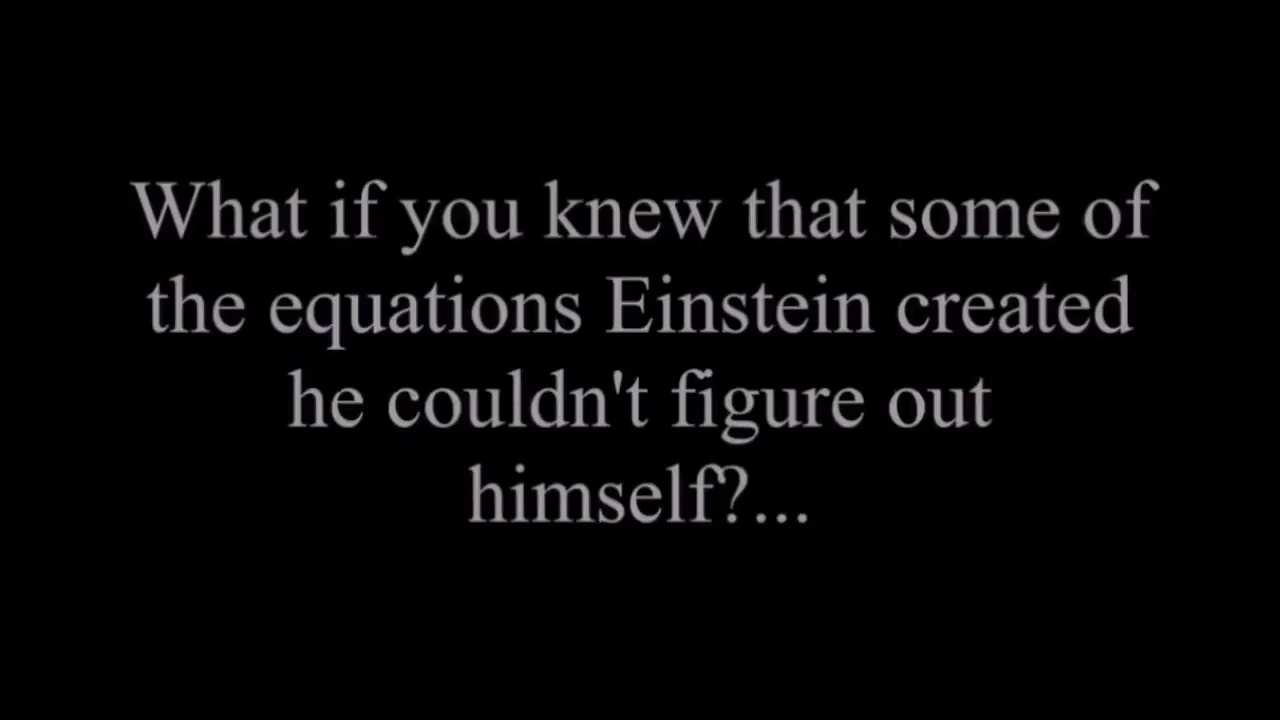 What if you knew that some of
the equations Einstein created
he couldn't figure out
himself?...